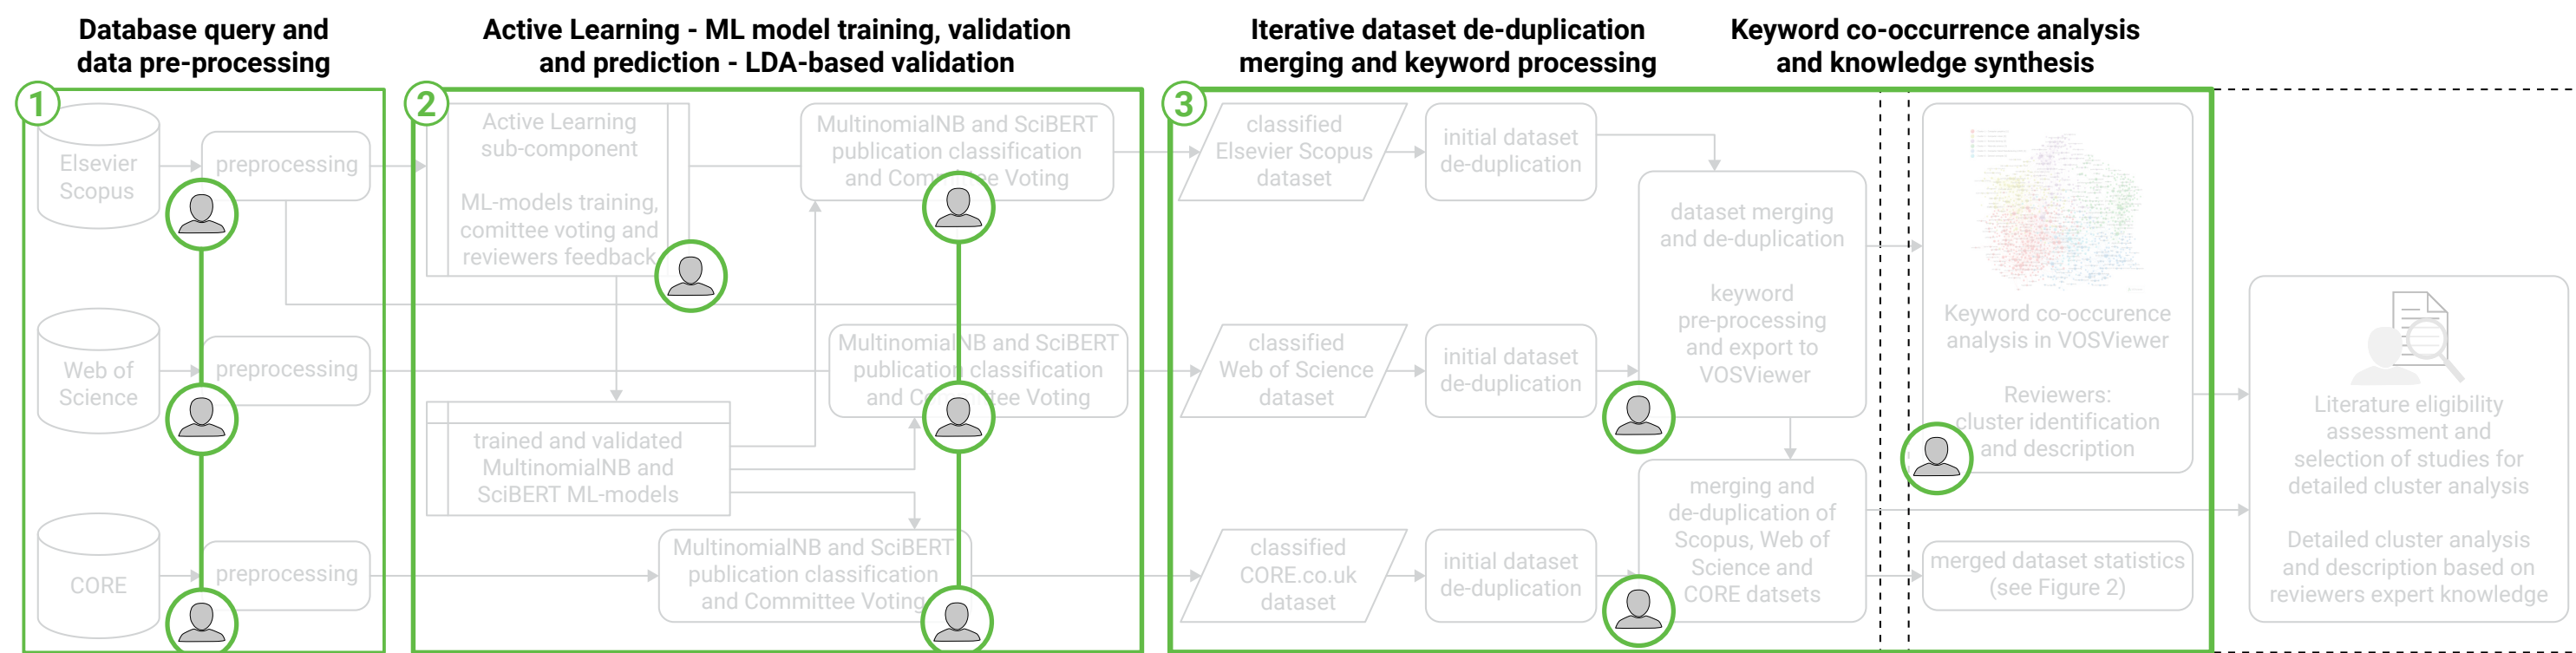 Database query and
data pre-processing
Active Learning - ML model training, validation
and prediction - LDA-based validation
Iterative dataset de-duplication
merging and keyword processing
Keyword co-occurrence analysis
and knowledge synthesis
1
Elsevier
Scopus
preprocessing
Web of
Science
preprocessing
CORE
preprocessing
2
Active Learning
sub-component
ML-models training,
comittee voting and
reviewers feedback
MultinomialNB and SciBERT
publication classification
and Committee Voting
MultinomialNB and SciBERT
publication classification
and Committee Voting
trained and validated
MultinomialNB and
SciBERT ML-models
MultinomialNB and SciBERT
publication classification
and Committee Voting
3
classified
Elsevier Scopus
dataset
initial dataset
de-duplication
classified
Web of Science
dataset
initial dataset
de-duplication
classified
CORE.co.uk
dataset
initial dataset
de-duplication
dataset merging
and de-duplication
keyword
pre-processing
and export to
VOSViewer
merging and
de-duplication of
Scopus, Web of
Science and
CORE datsets
Keyword co-occurence
analysis in VOSViewer
Reviewers:
cluster identification
and description
merged dataset statistics
(see Figure 2)
Literature eligibility
assessment and
selection of studies for
detailed cluster analysis
Detailed cluster analysis
and description based on
reviewers expert knowledge